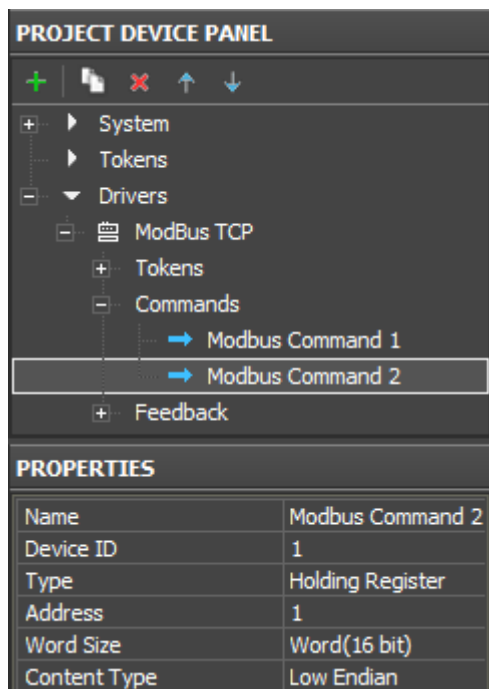 PROJECT DEVICE PANEL
System
Tokens
Drivers
ModBus TCP
Tokens
Commands
Modbus Command 1
Modbus Command 2
Feedback
PROPERTIES
Name Modbus Command 2
Device ID 1
Type Holding Register
Address 1
Word Size Word(16 bit)
Content Type Low Endian